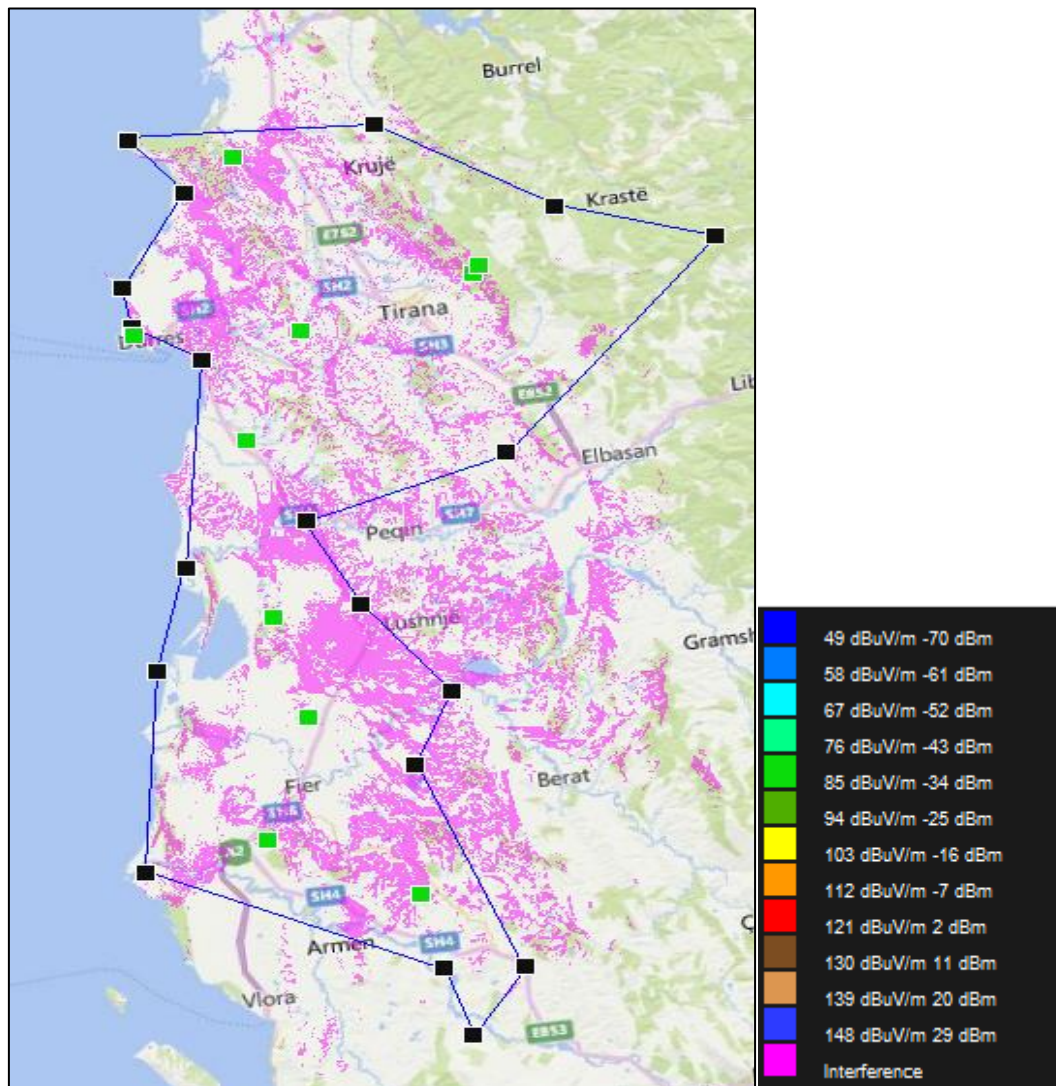 Burrel
Krujë
Krastë
E762
SH2
SH2
Tirana
Durrës
SH3
E852
Lib
Elbasan
Peqin
SH7
Lushnjë
Gramsh
Berat
Fier
SH4
Armen
SH4
Vlora
E853
49 dBuV/m -70 dBm
58 dBuV/m -61 dBm
67 dBuV/m -52 dBm
76 dBuV/m -43 dBm
85 dBuV/m -34 dBm
94 dBuV/m -25 dBm
103 dBuV/m -16 dBm
112 dBuV/m -7 dBm
121 dBuV/m 2 dBm
130 dBuV/m 11 dBm
139 dBuV/m 20 dBm
148 dBuV/m 29 dBm
Interference